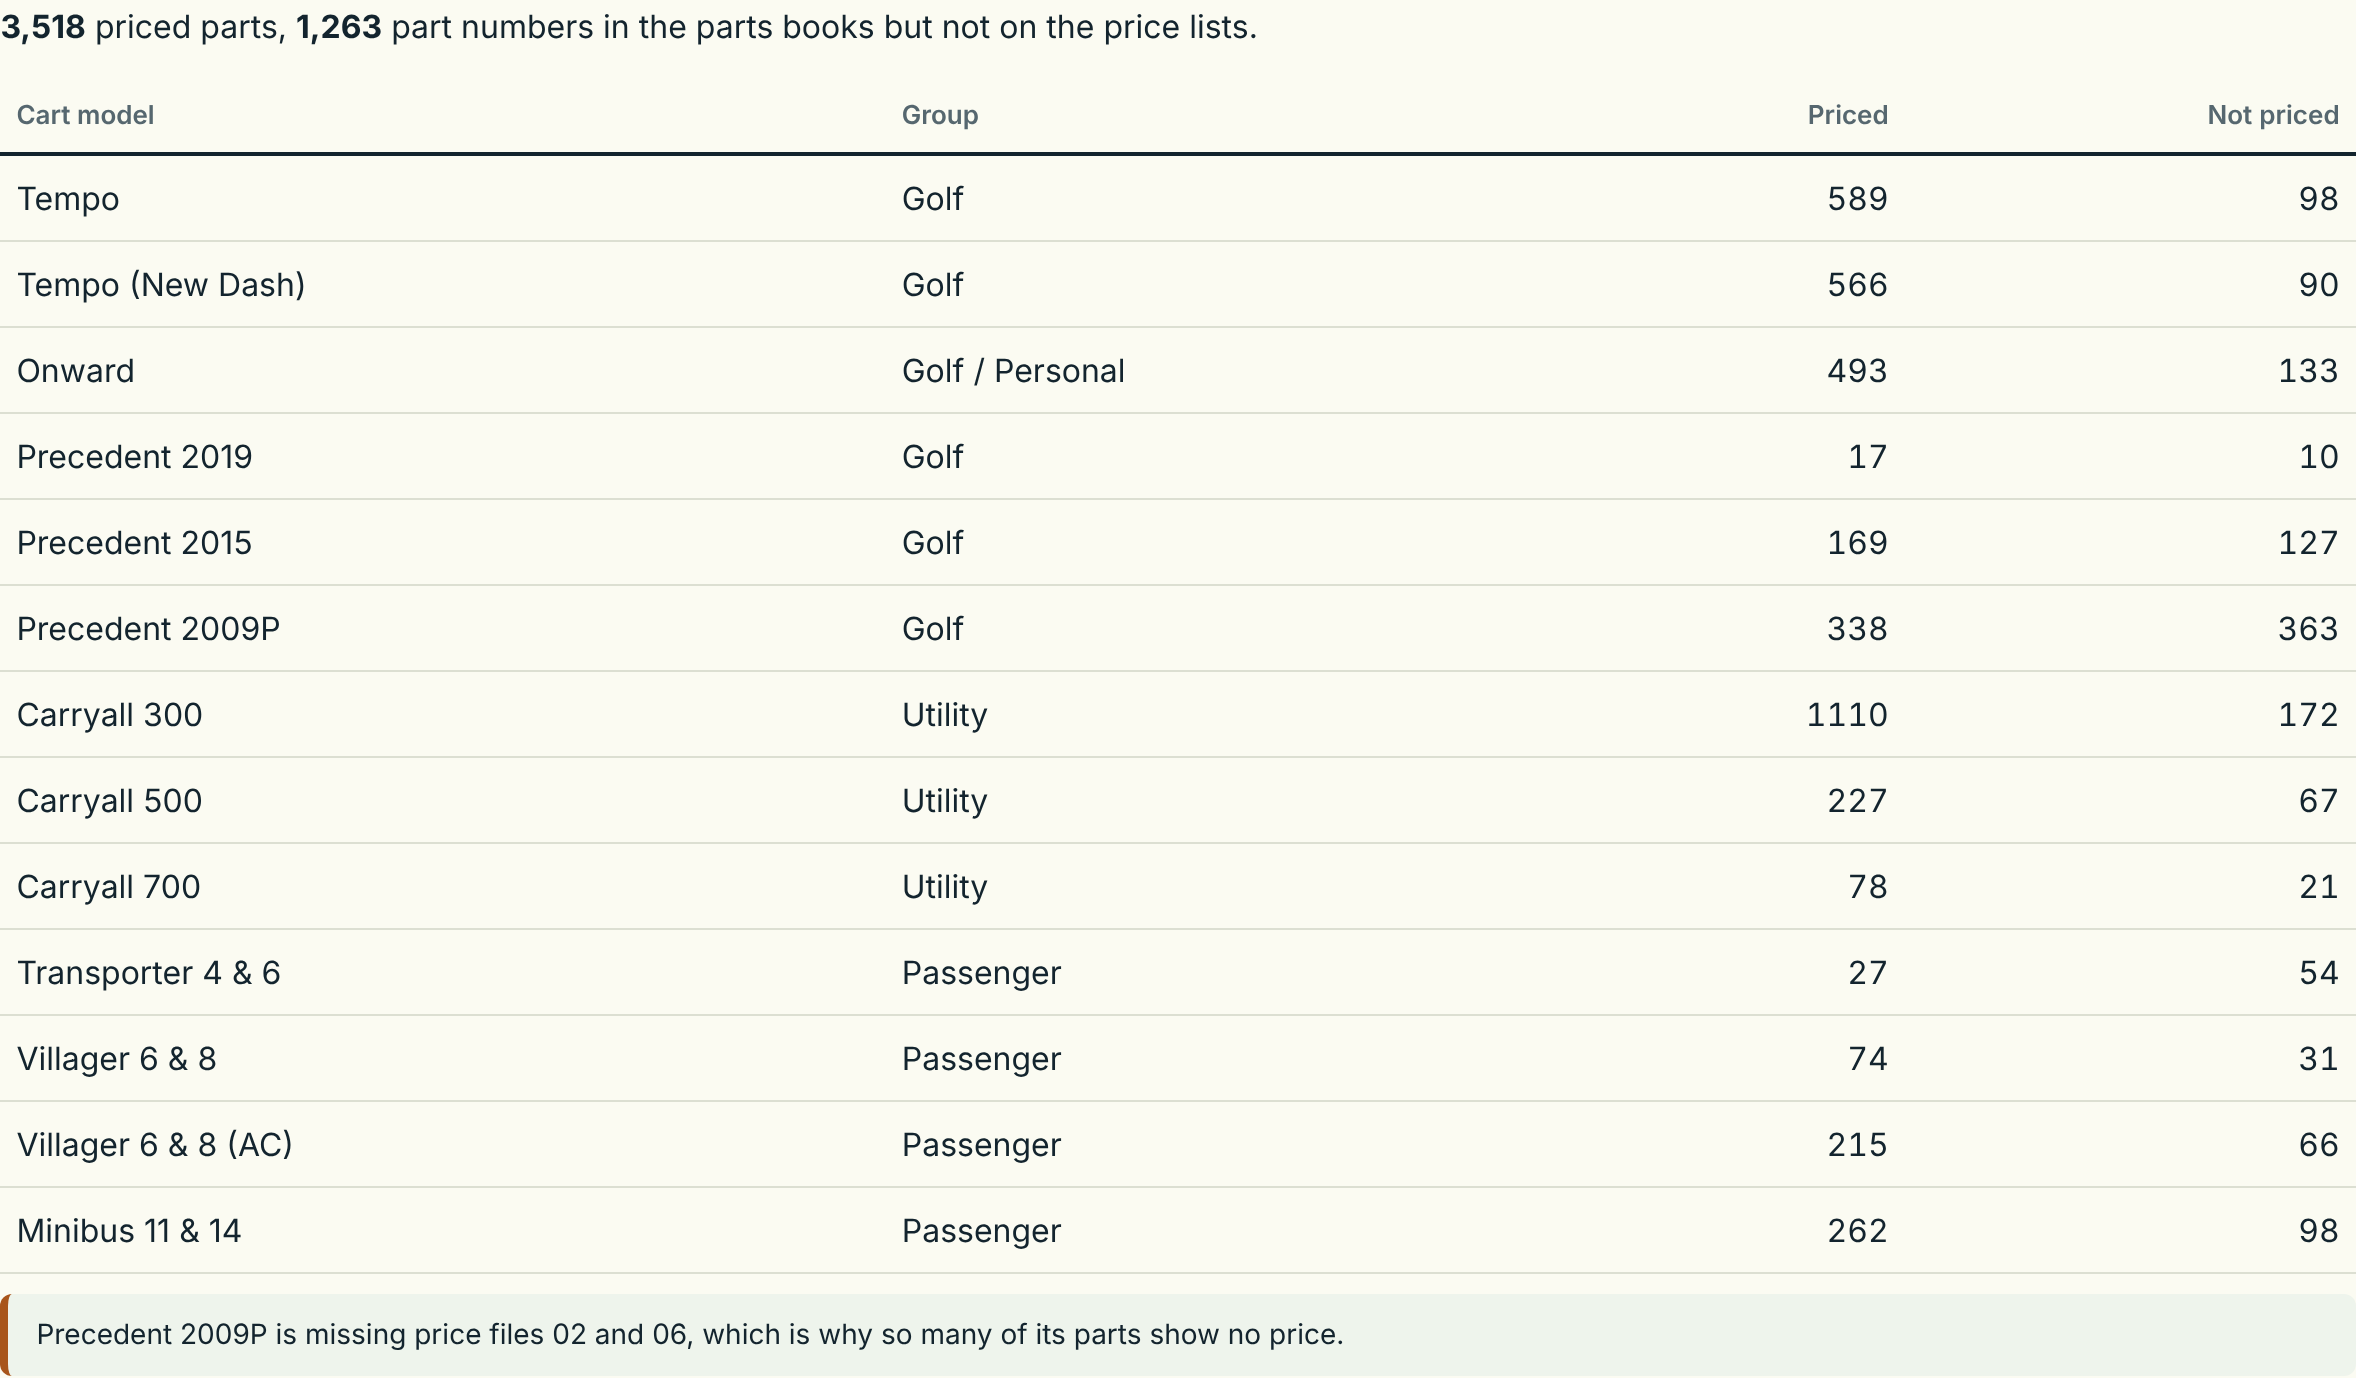 3,518 priced parts, 1,263 part numbers in the parts books but not on the price lists.
Cart model Group Priced Not priced
Tempo Golf 589 98
Tempo (New Dash) Golf 566 90
Onward Golf / Personal 493 133
Precedent 2019 Golf 17 10
Precedent 2015 Golf 169 127
Precedent 2009P Golf 338 363
Carryall 300 Utility 1110 172
Carryall 500 Utility 227 67
Carryall 700 Utility 78 21
Transporter 4 & 6 Passenger 27 54
Villager 6 & 8 Passenger 74 31
Villager 6 & 8 (AC) Passenger 215 66
Minibus 11 & 14 Passenger 262 98
Precedent 2009P is missing price files 02 and 06, which is why so many of its parts show no price.